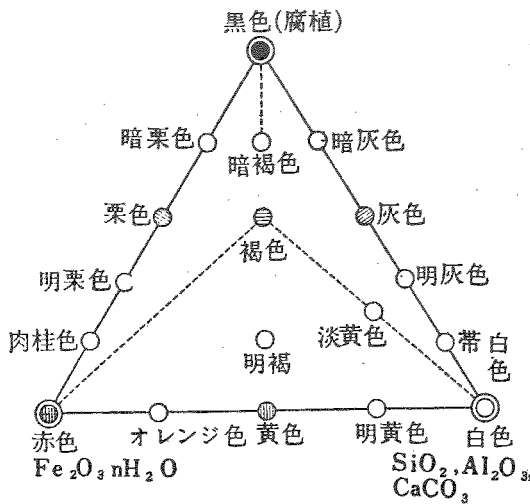 黒色(腐植)
暗栗色
暗褐色
暗灰色
栗色
褐色
灰色
明栗色
明灰色
淡黄色
肉桂色
明褐
帯白色
赤色
オレンジ色
黄色
明黄色
白色
Fe₂O₃nH₂O
SiO₂,Al₂O₃,
CaCO₃